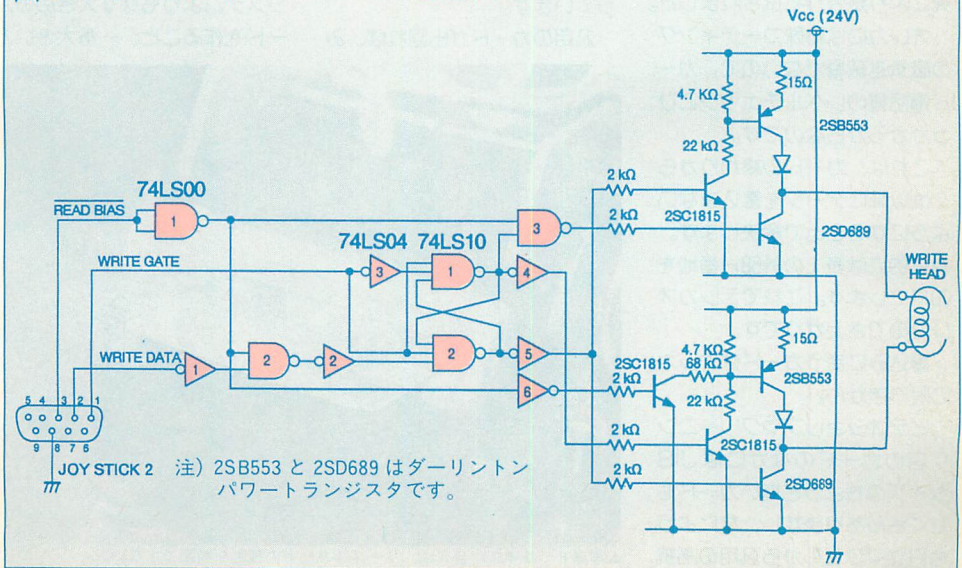 Vcc (24V)
15Ω
4.7 KΩ
2SB553
22 kΩ
74LS00
2 kΩ
READ BIAS
1
2SC1815
2SD689
3
2 kΩ
74LS04 74LS10
WRITE GATE
3
1
4
WRITE HEAD
15Ω
WRITE DATA
1
2
2
2
5
2SC1815
4.7 KΩ
68 kΩ
2SB553
6
2 kΩ
22 kΩ
5 4 3 2 1
9 8 7 6
2 kΩ
2SC1815
JOY STICK 2
2 kΩ
2SD689
注) 2SB553 と 2SD689 はダーリントン
パワートランジスタです。